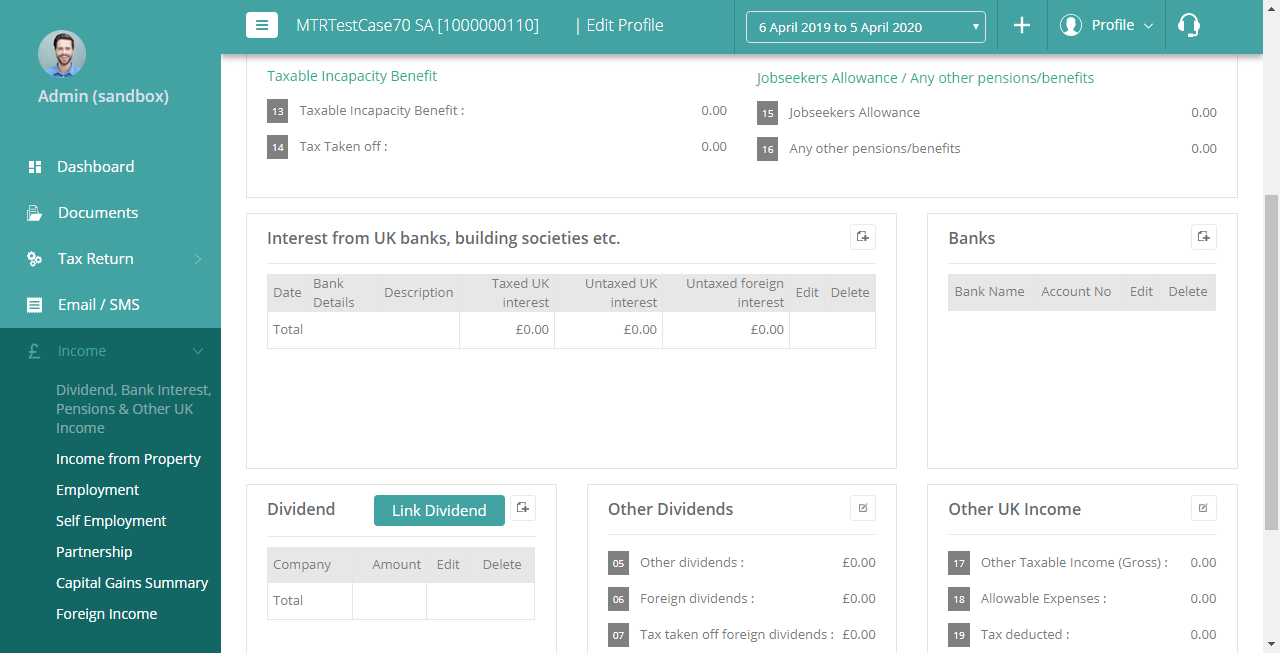 MTRTestCase70 SA [1000000110] | Edit Profile
6 April 2019 to 5 April 2020
Profile
Admin (sandbox)
Dashboard
Documents
Tax Return
Email / SMS
£ Income
Dividend, Bank Interest,
Pensions & Other UK
Income
Income from Property
Employment
Self Employment
Partnership
Capital Gains Summary
Foreign Income
Taxable Incapacity Benefit
13 Taxable Incapacity Benefit : 0.00
14 Tax Taken off : 0.00
Jobseekers Allowance / Any other pensions/benefits
15 Jobseekers Allowance 0.00
16 Any other pensions/benefits 0.00
Interest from UK banks, building societies etc.
Date Bank Details Description Taxed UK interest Untaxed UK interest Untaxed foreign interest Edit Delete
Total £0.00 £0.00 £0.00
Banks
Bank Name Account No Edit Delete
Dividend Link Dividend
Company Amount Edit Delete
Total
Other Dividends
05 Other dividends : £0.00
06 Foreign dividends : £0.00
07 Tax taken off foreign dividends : £0.00
Other UK Income
17 Other Taxable Income (Gross) : 0.00
18 Allowable Expenses : 0.00
19 Tax deducted : 0.00